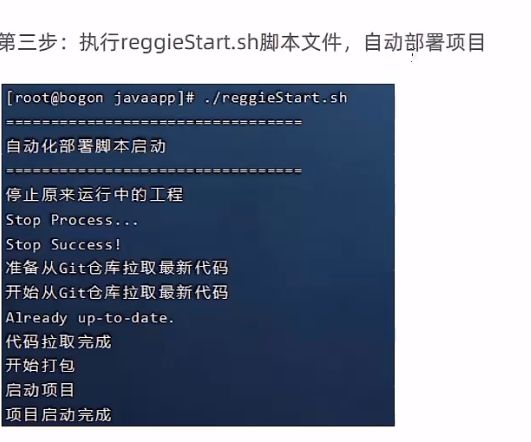 第三步：执行reggieStart.sh脚本文件，自动部署项目
[root@bogon javaapp]# ./reggieStart.sh
=================================
自动化部署脚本启动
=================================
停止原来运行中的工程
Stop Process...
Stop Success!
准备从Git仓库拉取最新代码
开始从Git仓库拉取最新代码
Already up-to-date.
代码拉取完成
开始打包
启动项目
项目启动完成